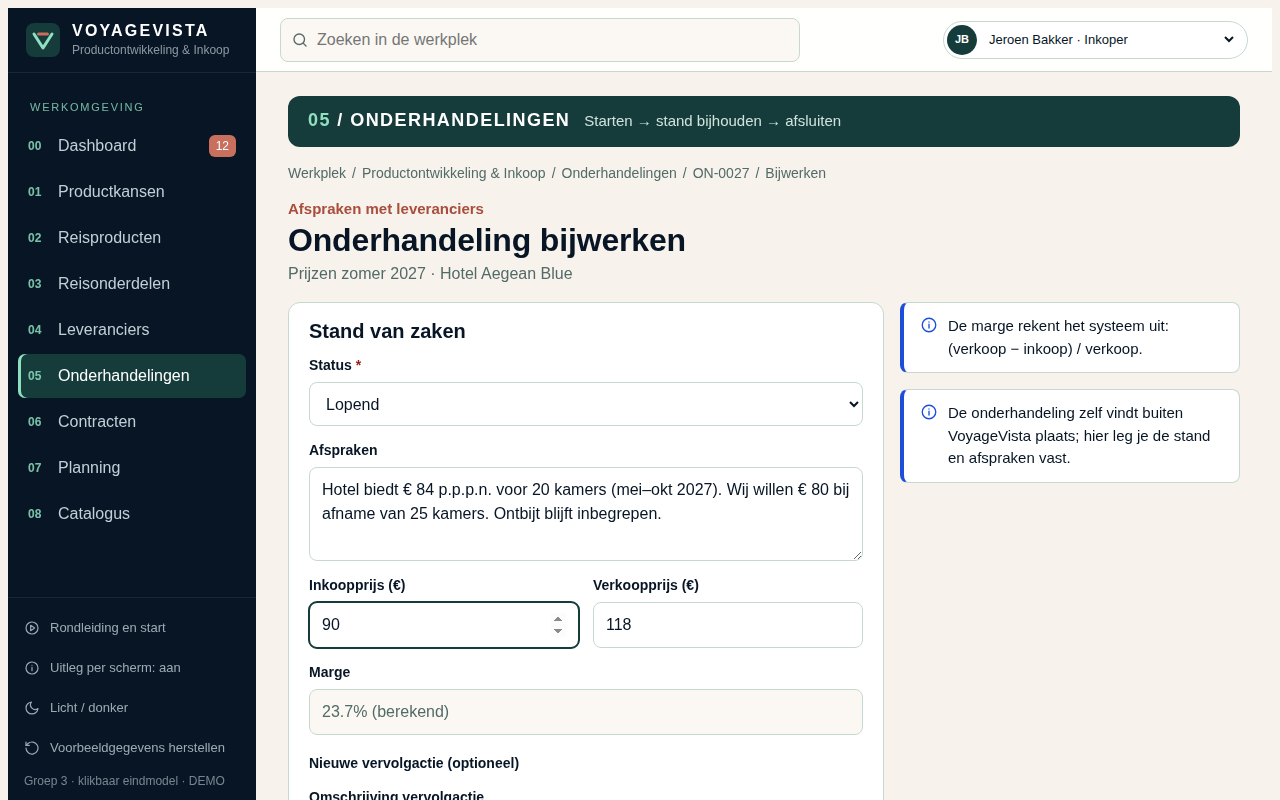 VOYAGEVISTA
Productontwikkeling & Inkoop
Zoeken in de werkplek
JB
Jeroen Bakker · Inkoper
WERKOMGEVING
00 Dashboard 12
01 Productkansen
02 Reisproducten
03 Reisonderdelen
04 Leveranciers
05 Onderhandelingen
06 Contracten
07 Planning
08 Catalogus
Rondleiding en start
Uitleg per scherm: aan
Licht / donker
Voorbeeldgegevens herstellen
Groep 3 · klikbaar eindmodel · DEMO
05 / ONDERHANDELINGEN Starten → stand bijhouden → afsluiten
Werkplek / Productontwikkeling & Inkoop / Onderhandelingen / ON-0027 / Bijwerken
Afspraken met leveranciers
Onderhandeling bijwerken
Prijzen zomer 2027 · Hotel Aegean Blue
Stand van zaken
Status *
Lopend
Afspraken
Hotel biedt € 84 p.p.p.n. voor 20 kamers (mei–okt 2027). Wij willen € 80 bij
afname van 25 kamers. Ontbijt blijft inbegrepen.
Inkoopprijs (€) Verkoopprijs (€)
90 118
Marge
23.7% (berekend)
Nieuwe vervolgactie (optioneel)
Omschrijving vervolgactie
De marge rekent het systeem uit:
(verkoop − inkoop) / verkoop.
De onderhandeling zelf vindt buiten
VoyageVista plaats; hier leg je de stand
en afspraken vast.